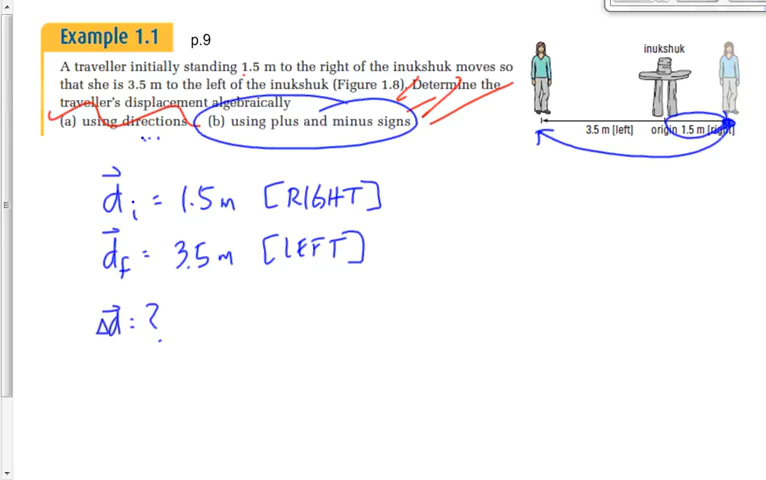 Example 1.1 p.9
A traveller initially standing 1.5 m to the right of the inukshuk moves so
that she is 3.5 m to the left of the inukshuk (Figure 1.8). Determine the
traveller's displacement algebraically
(a) using directions (b) using plus and minus signs
inukshuk
3.5 m [left] origin 1.5 m [right]
d⃗i = 1.5 m [RIGHT]
d⃗f = 3.5 m [LEFT]
Δd⃗ = ?